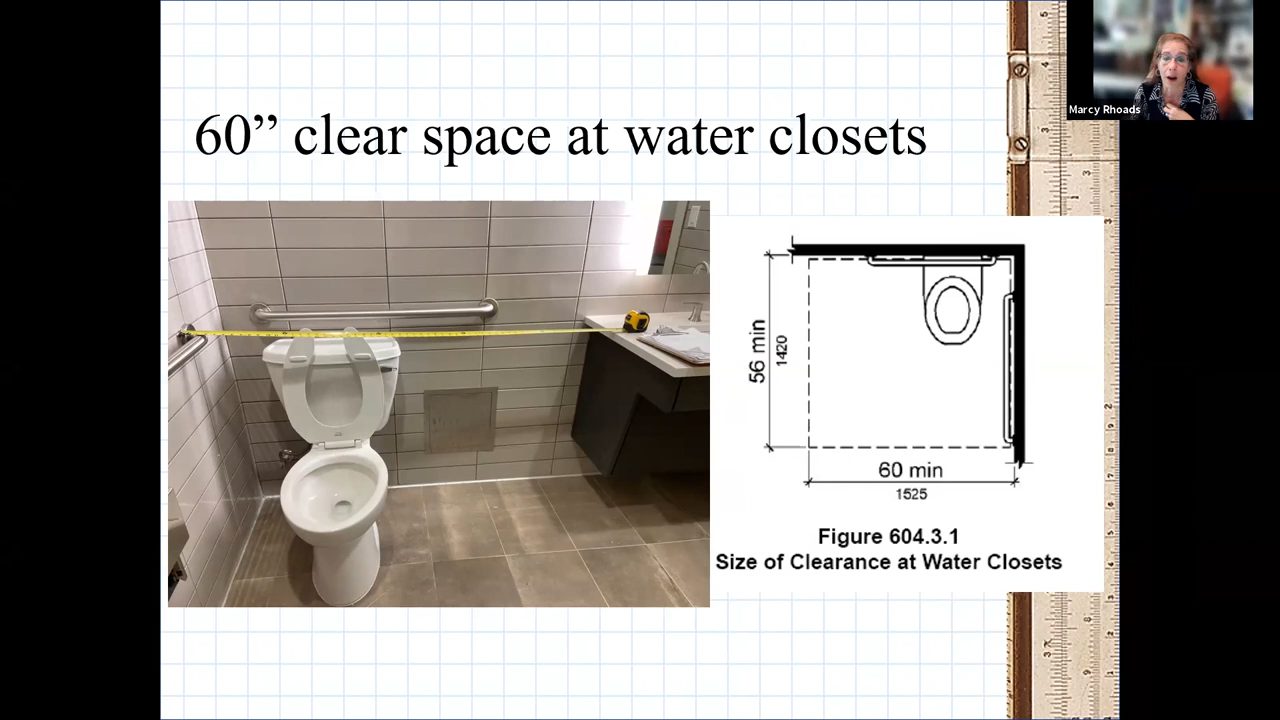 Marcy Rhoads
60” clear space at water closets
56 min
1420
60 min
1525
Figure 604.3.1
Size of Clearance at Water Closets